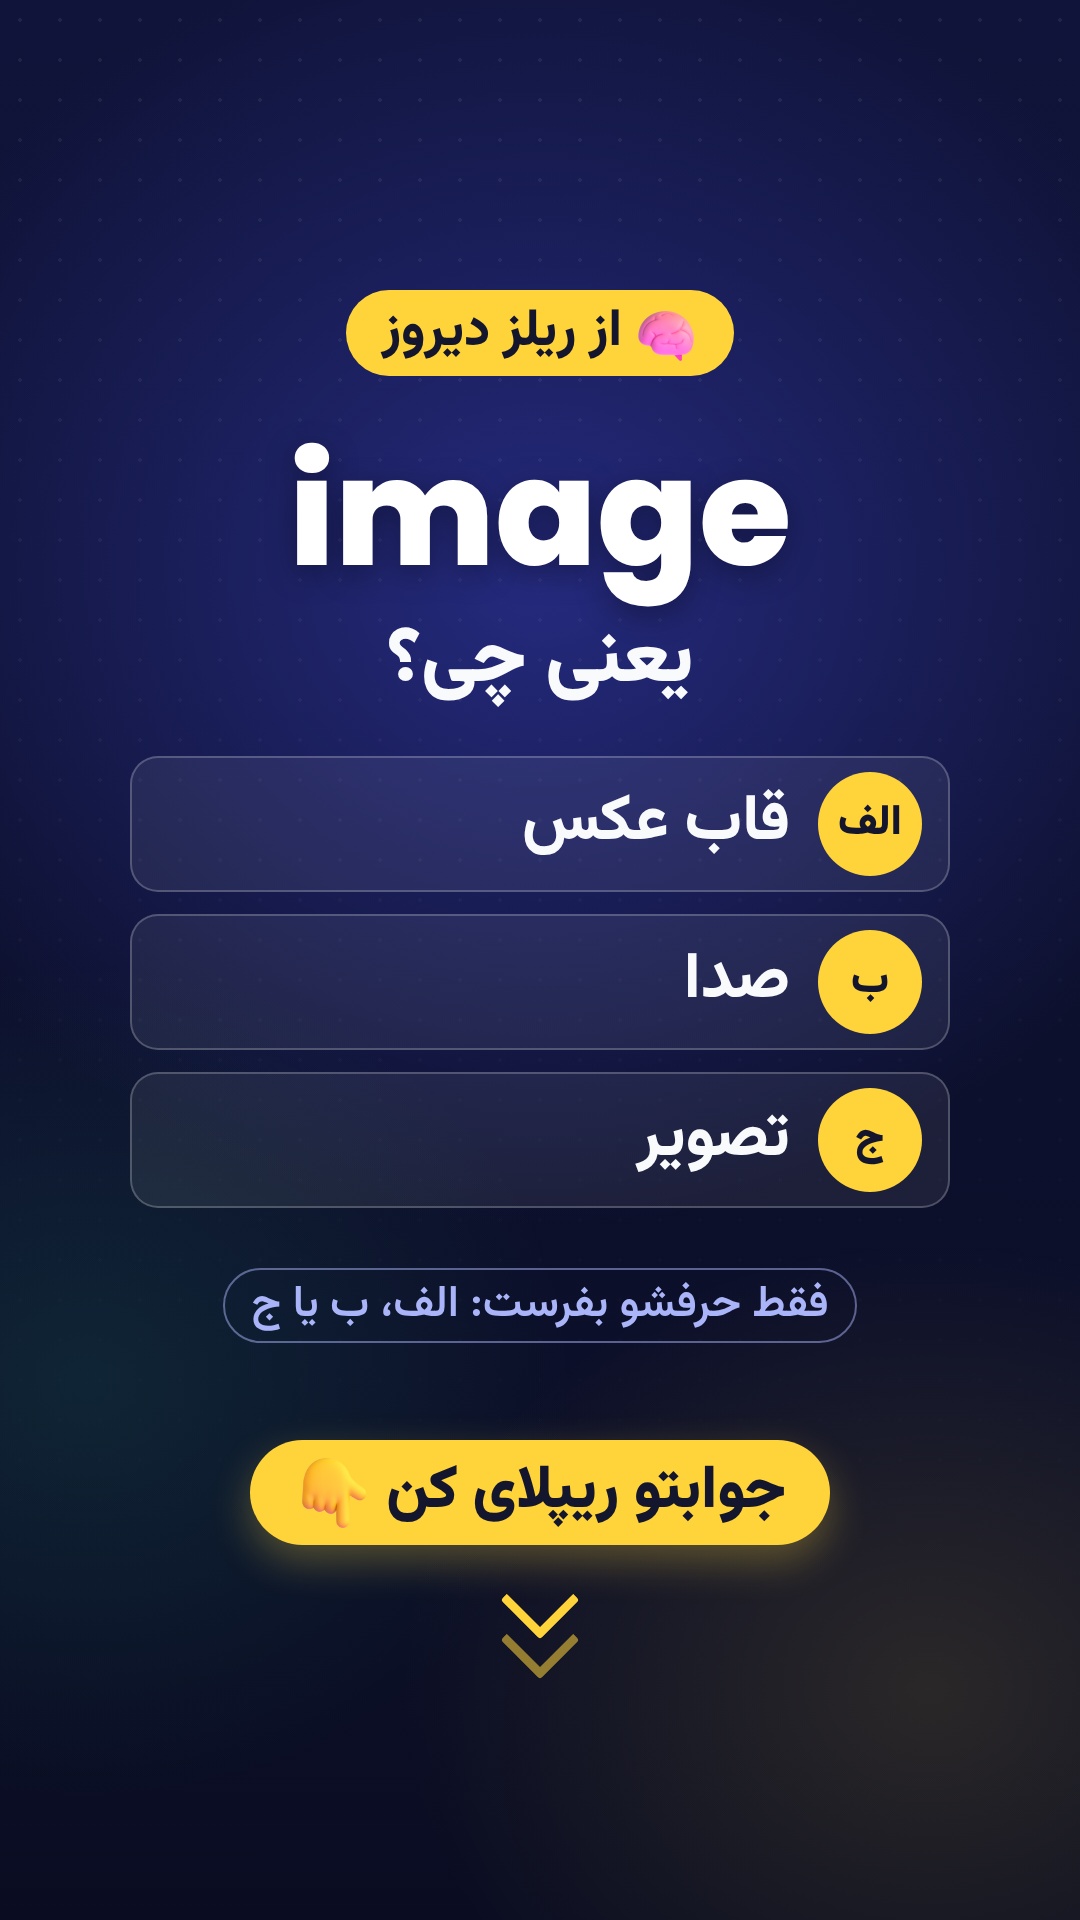 🧠 از ریلز دیروز
image
یعنی چی؟
الف قاب عکس
ب صدا
ج تصویر
فقط حرفشو بفرست: الف، ب یا ج
جوابتو ریپلای کن 👇